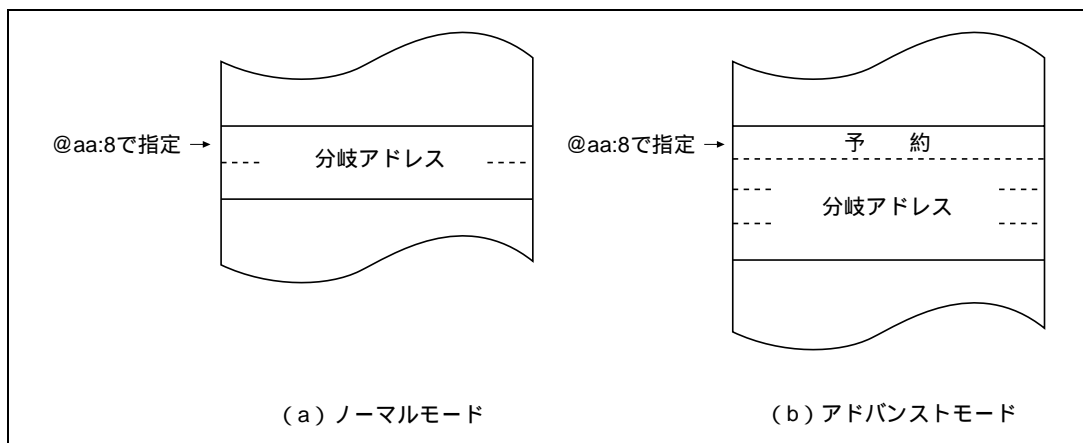 @aa:8で指定 →
分岐アドレス
(a) ノーマルモード
@aa:8で指定 →
予 約
分岐アドレス
(b) アドバンストモード